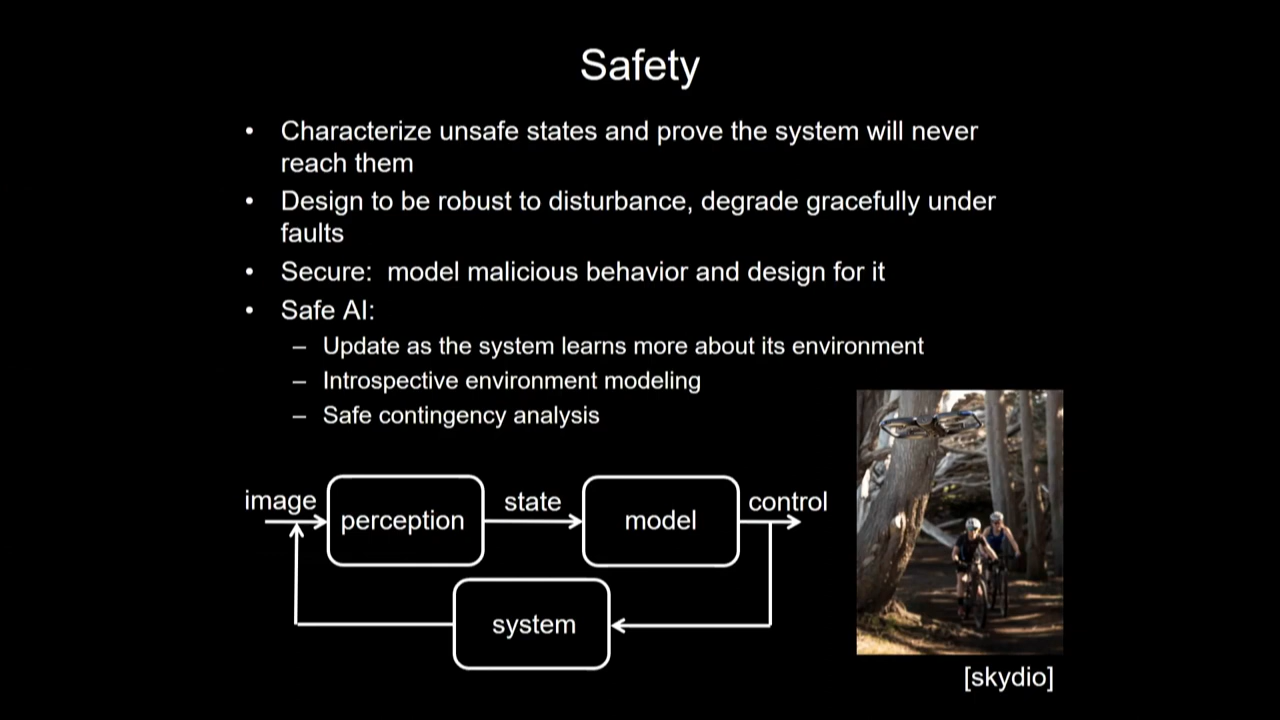 Safety
• Characterize unsafe states and prove the system will never
reach them
• Design to be robust to disturbance, degrade gracefully under
faults
• Secure:  model malicious behavior and design for it
• Safe AI:
– Update as the system learns more about its environment
– Introspective environment modeling
– Safe contingency analysis
image
perception
state
model
control
system
[skydio]